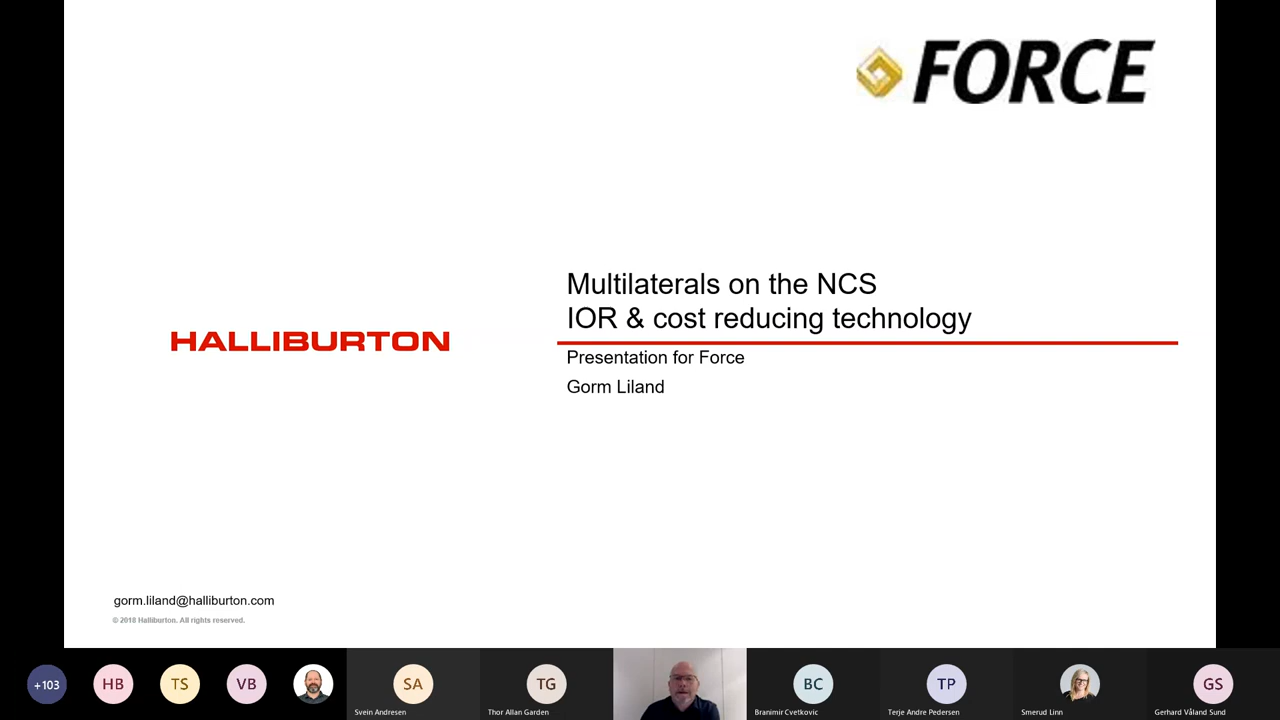 FORCE
Multilaterals on the NCS
IOR & cost reducing technology
HALLIBURTON
Presentation for Force
Gorm Liland
gorm.liland@halliburton.com
© 2018 Halliburton. All rights reserved.
+103
HB
TS
VB
SA
Svein Andresen
TG
Thor Allan Garden
BC
Branimir Cvetkovic
TP
Terje Andre Pedersen
Smerud Linn
GS
Gerhard Våland Sund